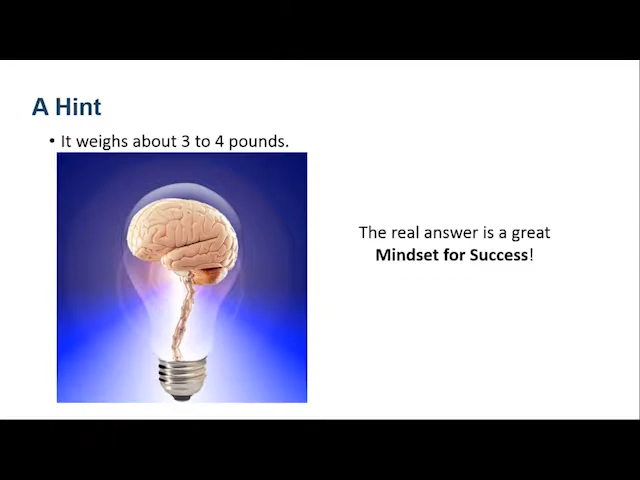 A Hint
• It weighs about 3 to 4 pounds.
The real answer is a great
Mindset for Success!